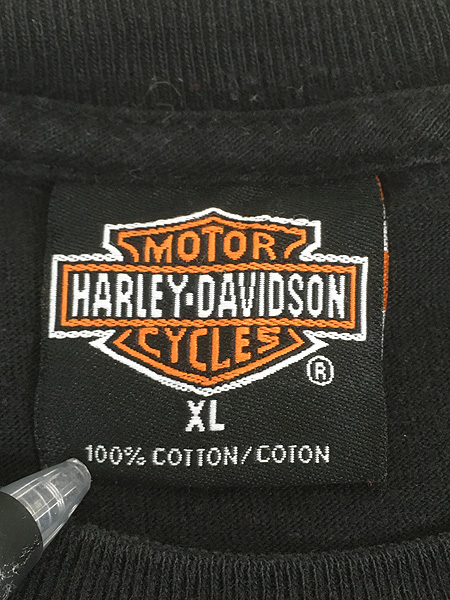 MOTOR
HARLEY-DAVIDSON
CYCLES
®
XL
100% COTTON/COTON